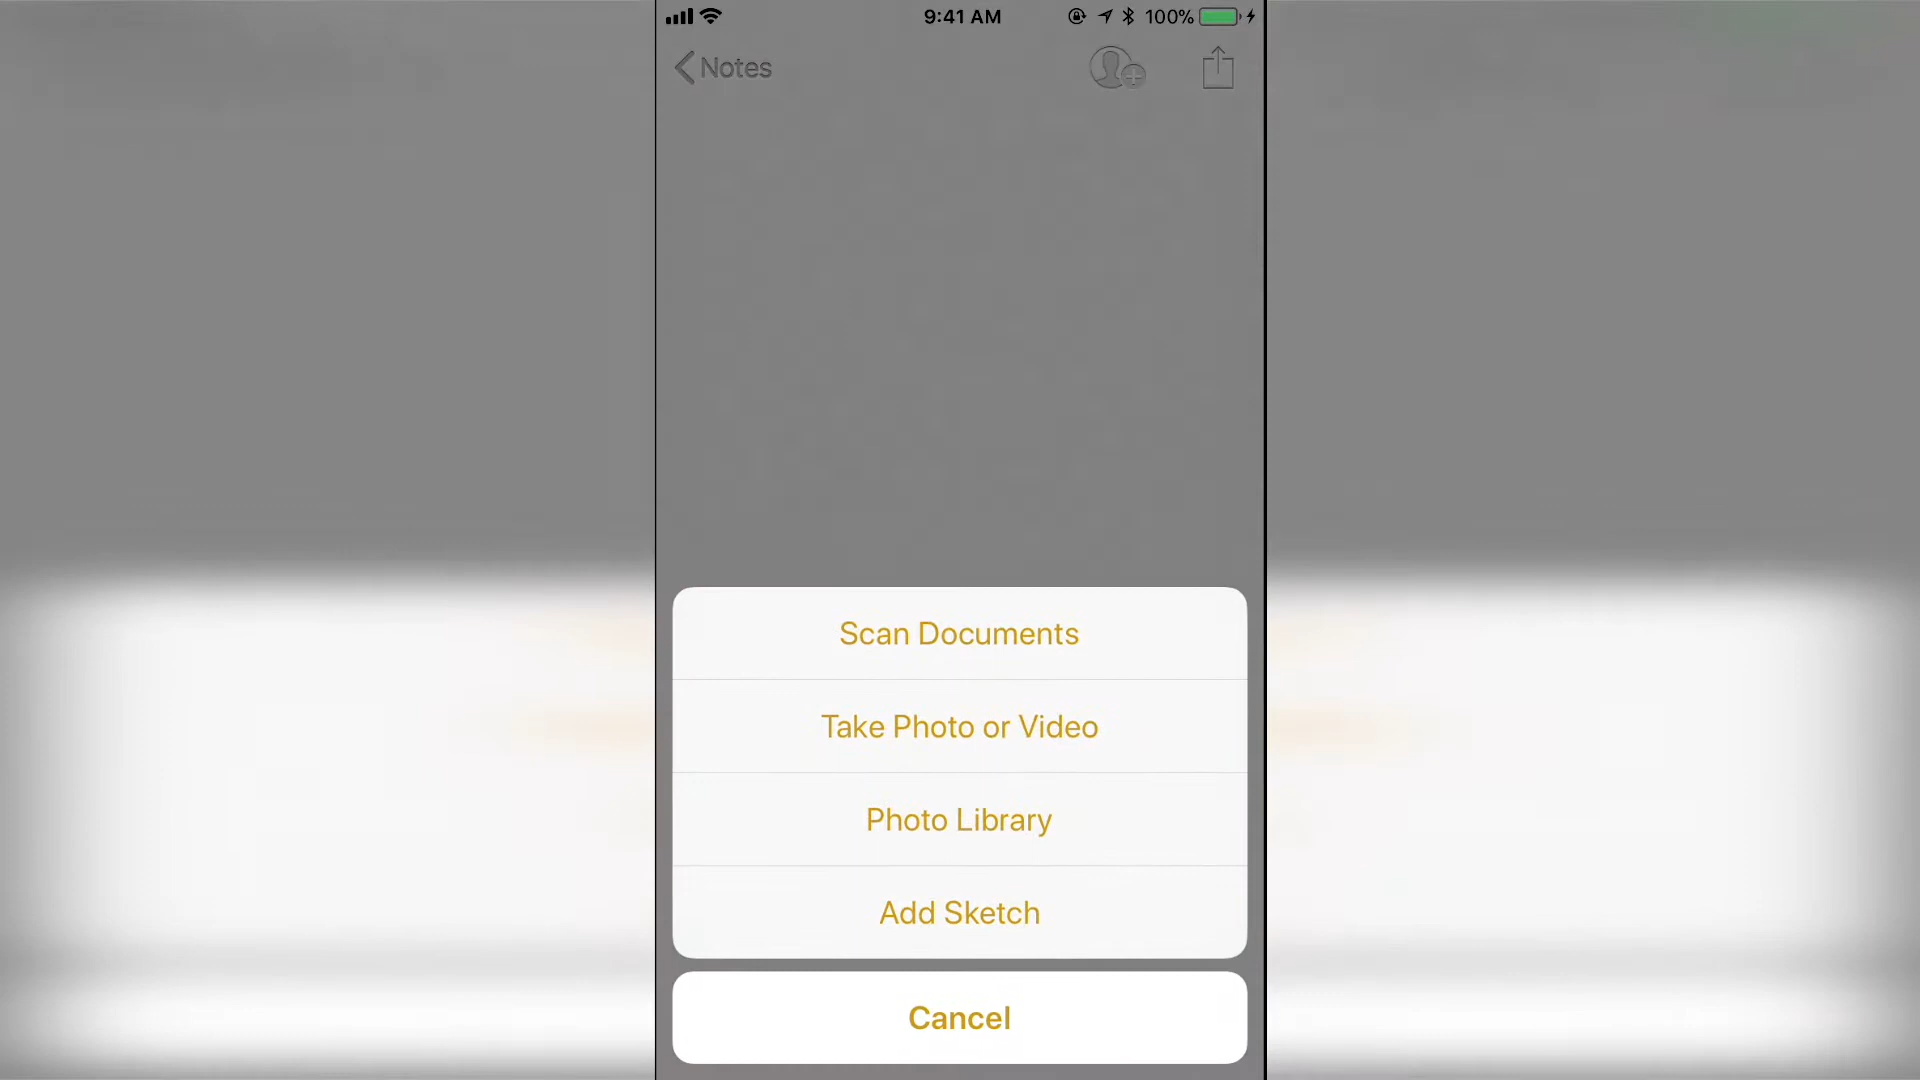 9:41 AM
100%
Notes
Scan Documents
Take Photo or Video
Photo Library
Add Sketch
Cancel